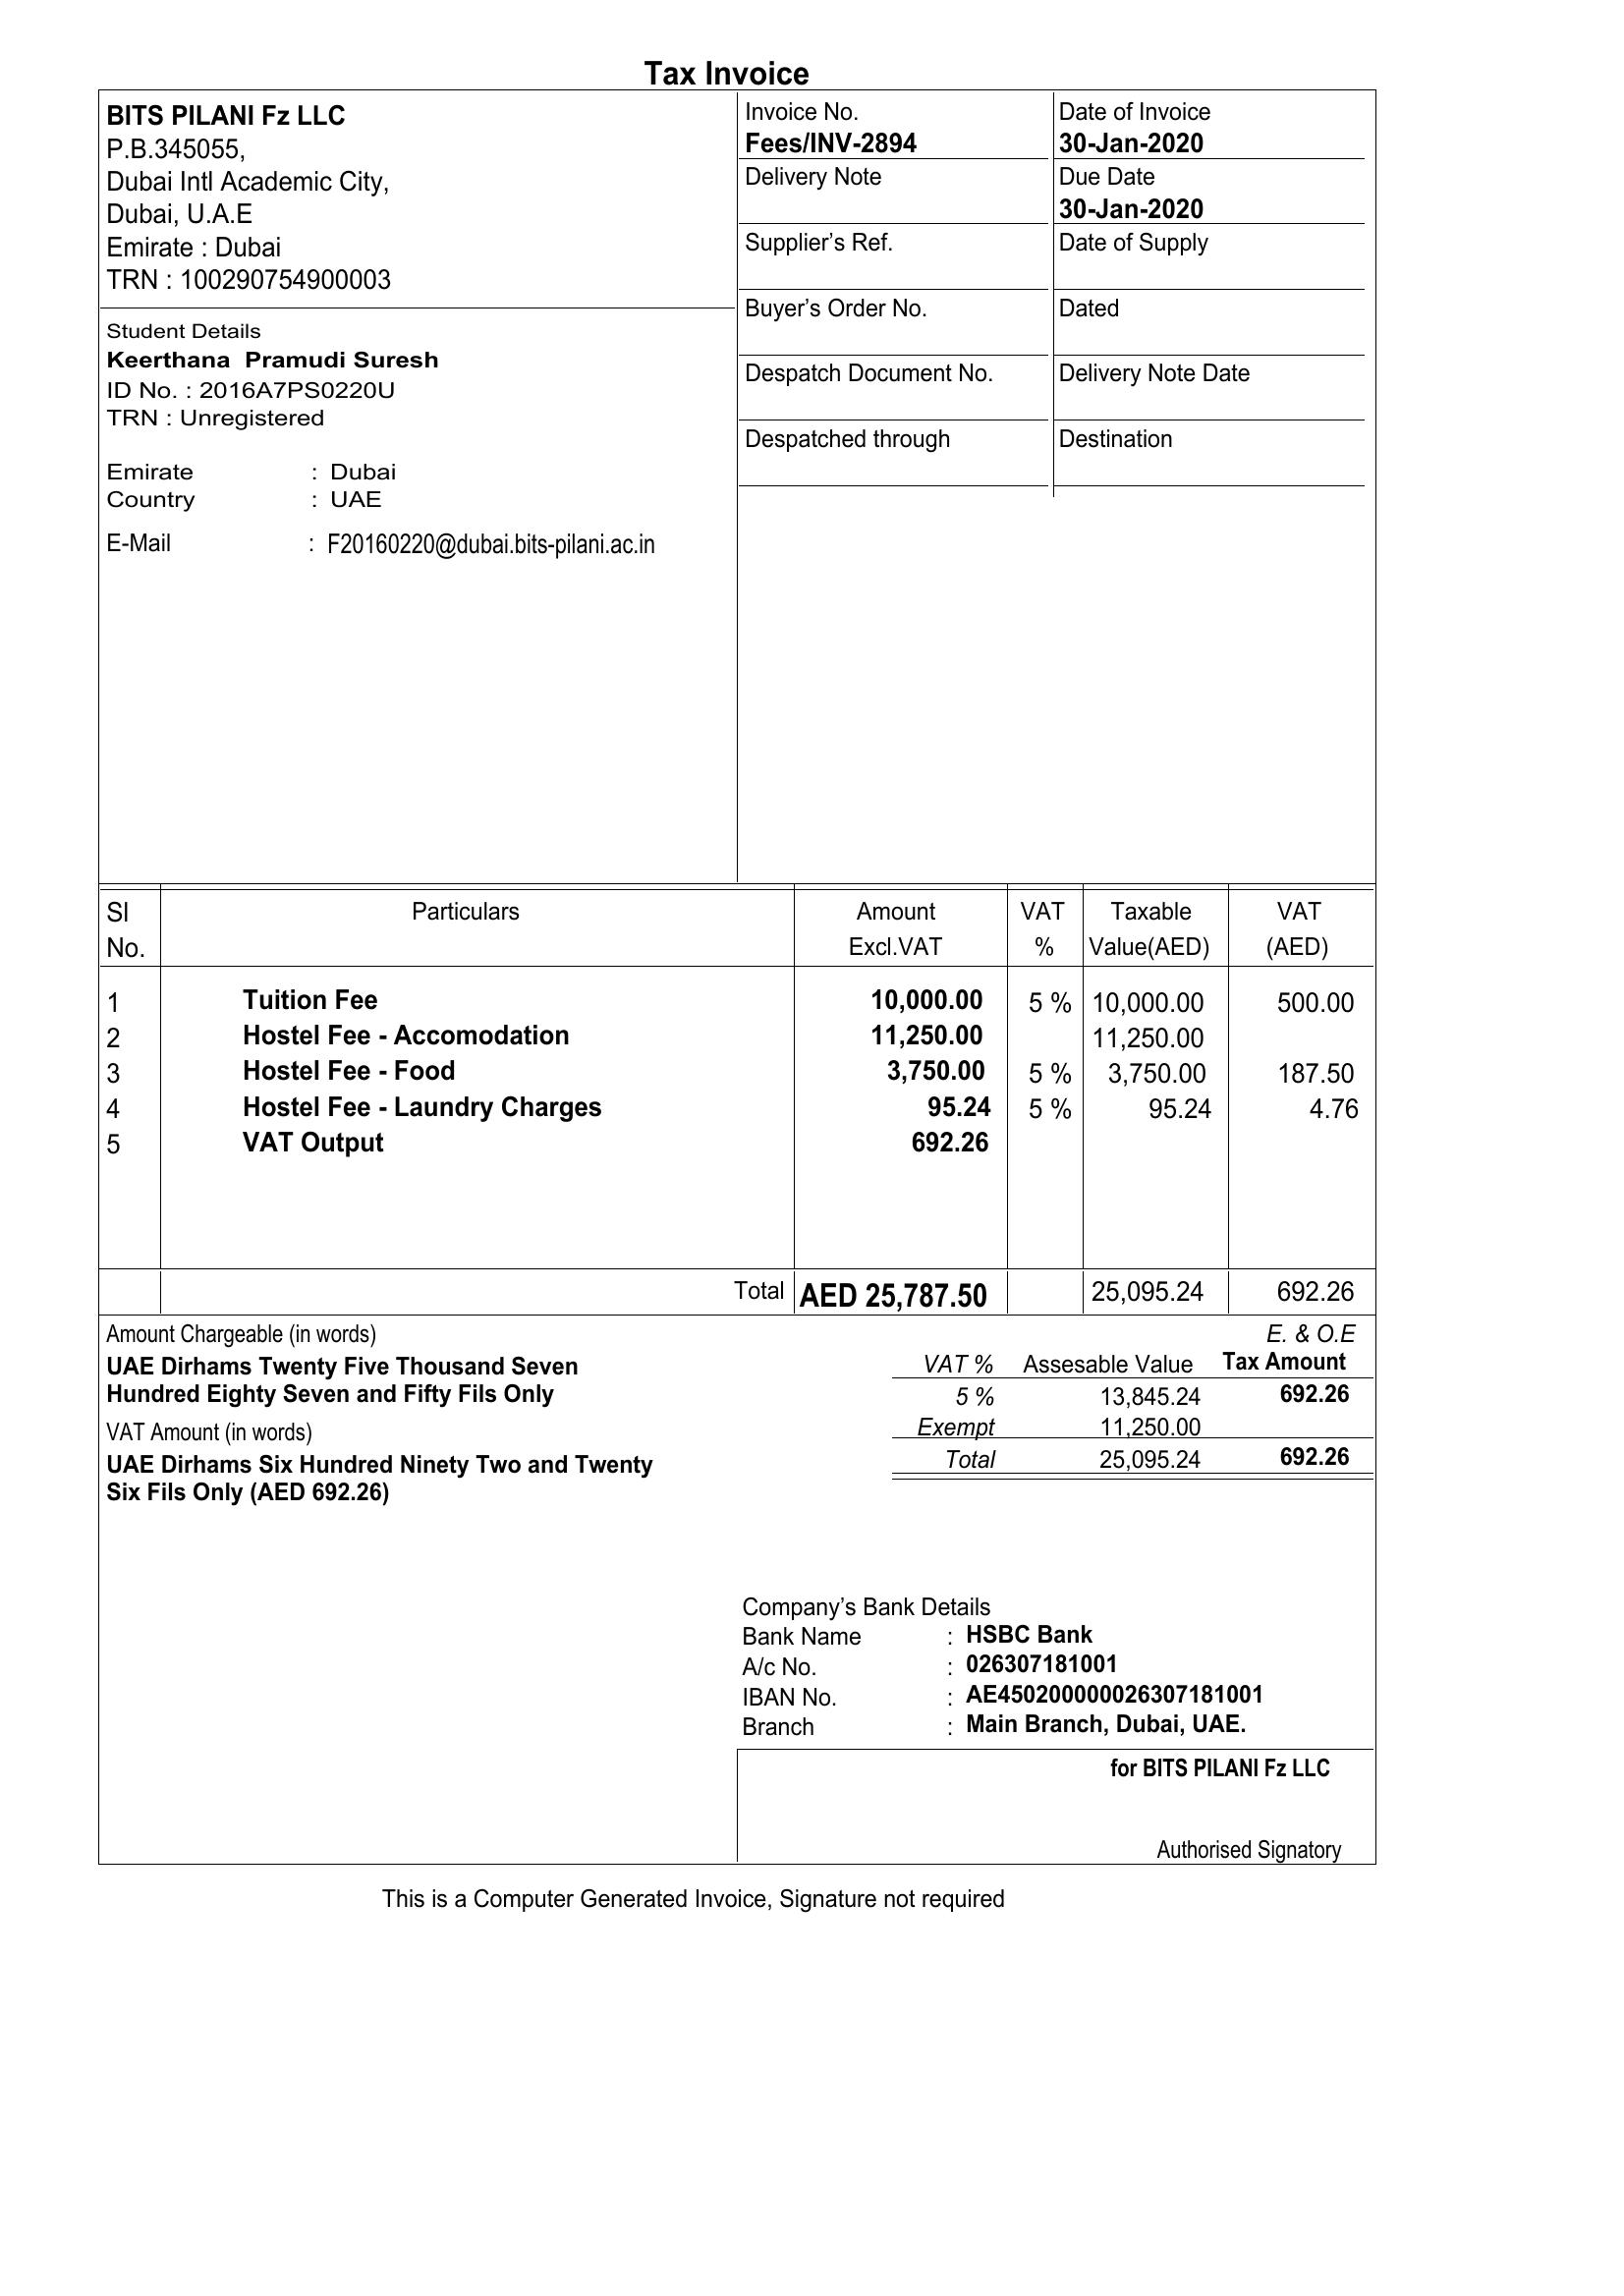 Tax Invoice
BITS PILANI Fz LLC
P.B.345055,
Dubai Intl Academic City,
Dubai, U.A.E
Emirate : Dubai
TRN : 100290754900003
Invoice No.
Fees/INV-2894
Date of Invoice
30-Jan-2020
Delivery Note
Due Date
30-Jan-2020
Supplier's Ref.
Date of Supply
Buyer's Order No.
Dated
Despatch Document No.
Delivery Note Date
Despatched through
Destination
Student Details
Keerthana Pramudi Suresh
ID No. : 2016A7PS0220U
TRN : Unregistered
Emirate : Dubai
Country : UAE
E-Mail : F20160220@dubai.bits-pilani.ac.in
Sl Particulars Amount VAT Taxable VAT
No. Excl.VAT % Value(AED) (AED)
1 Tuition Fee 10,000.00 5 % 10,000.00 500.00
2 Hostel Fee - Accomodation 11,250.00 11,250.00
3 Hostel Fee - Food 3,750.00 5 % 3,750.00 187.50
4 Hostel Fee - Laundry Charges 95.24 5 % 95.24 4.76
5 VAT Output 692.26
Total AED 25,787.50 25,095.24 692.26
Amount Chargeable (in words)
UAE Dirhams Twenty Five Thousand Seven
Hundred Eighty Seven and Fifty Fils Only
VAT Amount (in words)
UAE Dirhams Six Hundred Ninety Two and Twenty
Six Fils Only (AED 692.26)
E. & O.E
VAT % Assesable Value Tax Amount
5 % 13,845.24 692.26
Exempt 11,250.00
Total 25,095.24 692.26
Company's Bank Details
Bank Name : HSBC Bank
A/c No. : 026307181001
IBAN No. : AE450200000026307181001
Branch : Main Branch, Dubai, UAE.
for BITS PILANI Fz LLC
Authorised Signatory
This is a Computer Generated Invoice, Signature not required